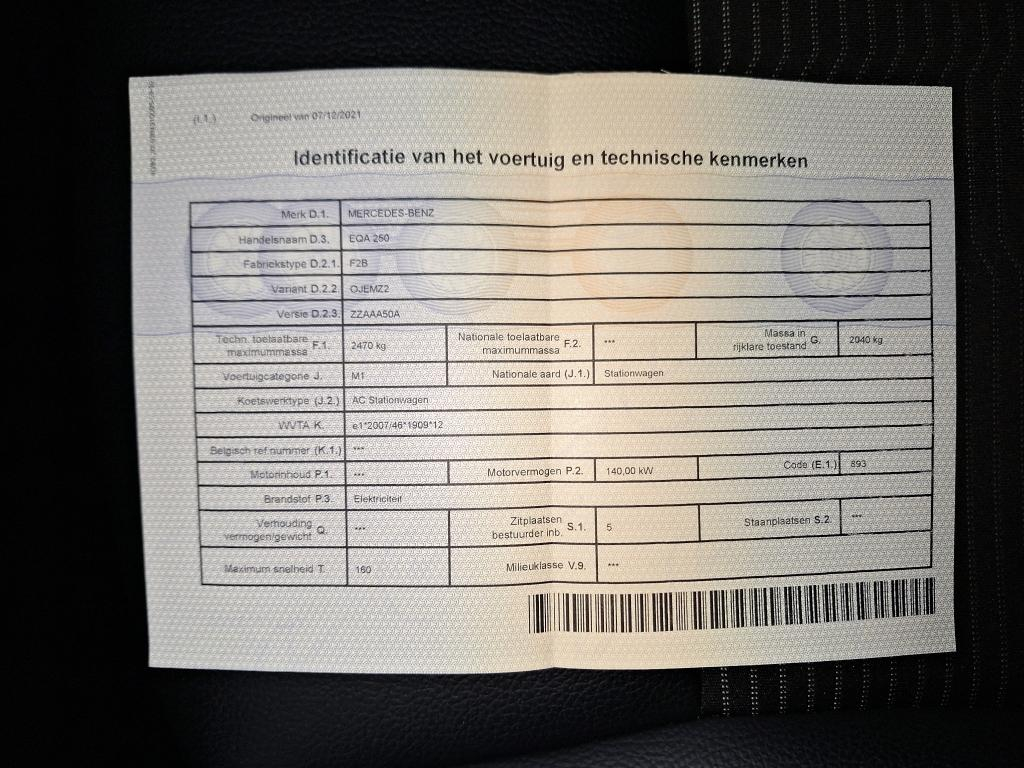 (I.1.) Origineel van 07/12/2021
Identificatie van het voertuig en technische kenmerken
Merk D.1. MERCEDES-BENZ
Handelsnaam D.3. EQA 250
Fabriekstype D.2.1. F2B
Variant D.2.2. OJEMZ2
Versie D.2.3. ZZAAA50A
Techn. toelaatbare maximummassa F.1. 2470 kg Nationale toelaatbare maximummassa F.2. *** Massa in rijklare toestand G. 2040 kg
Voertuigcategorie J. M1 Nationale aard (J.1.) Stationwagen
Koetswerktype (J.2.) AC Stationwagen
WVTA K. e1*2007/46*1909*12
Belgisch ref.nummer (K.1.) ***
Motorinhoud P.1. *** Motorvermogen P.2. 140,00 kW Code (E.1.) 893
Brandstof P.3. Elektriciteit
Verhouding vermogen/gewicht Q. *** Zitplaatsen bestuurder inb. S.1. 5 Staanplaatsen S.2. ***
Maximum snelheid T. 160 Milieuklasse V.9. ***